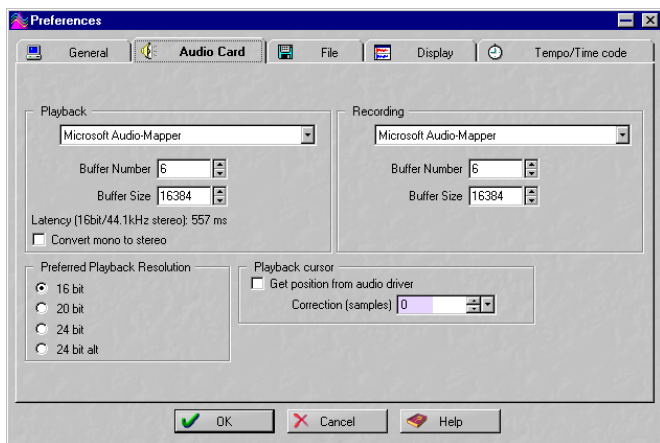 Preferences
General
Audio Card
File
Display
Tempo/Time code
Playback
Microsoft Audio-Mapper
Buffer Number 6
Buffer Size 16384
Latency (16bit/44.1kHz stereo): 557 ms
Convert mono to stereo
Recording
Microsoft Audio-Mapper
Buffer Number 6
Buffer Size 16384
Preferred Playback Resolution
16 bit
20 bit
24 bit
24 bit alt
Playback cursor
Get position from audio driver
Correction (samples) 0
OK
Cancel
Help